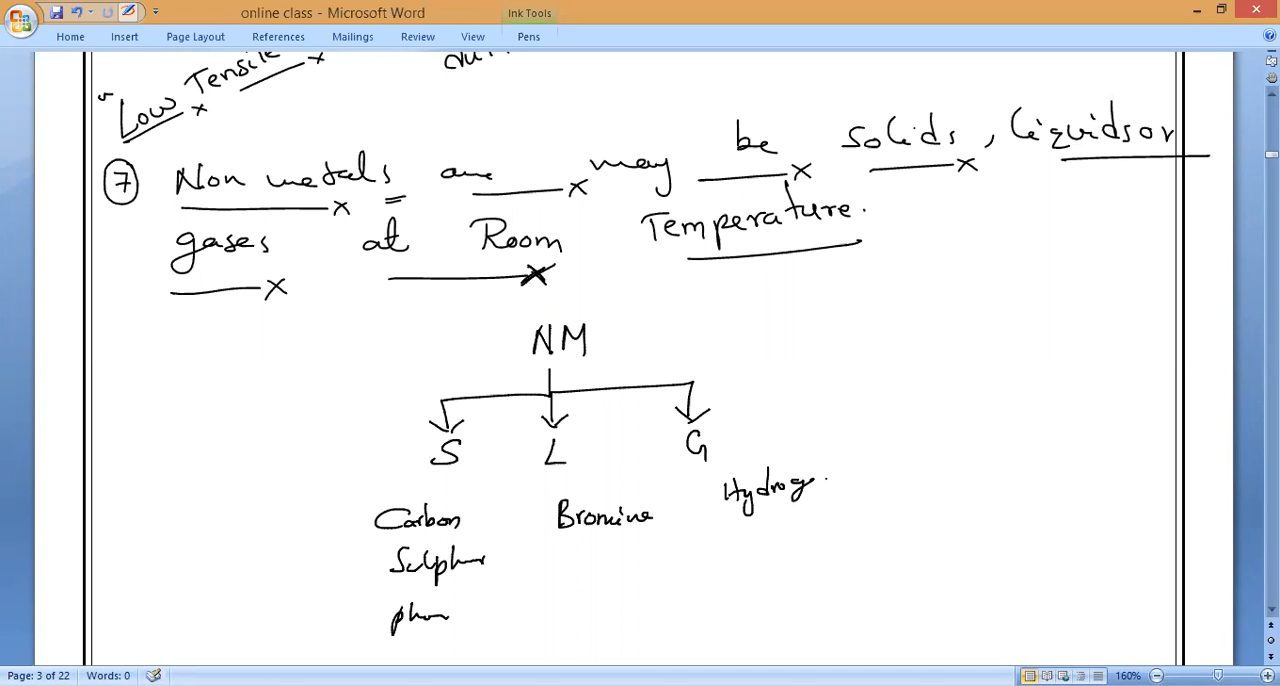 online class - Microsoft Word
Ink Tools
Home Insert Page Layout References Mailings Review View Pens
Low Tensile
7 Non metals are may be solids, liquids or
gases at Room Temperature.
NM
S L G
Hydrog
Carbon Bromine
Sulphur
phos
Page: 3 of 22 Words: 0 160%